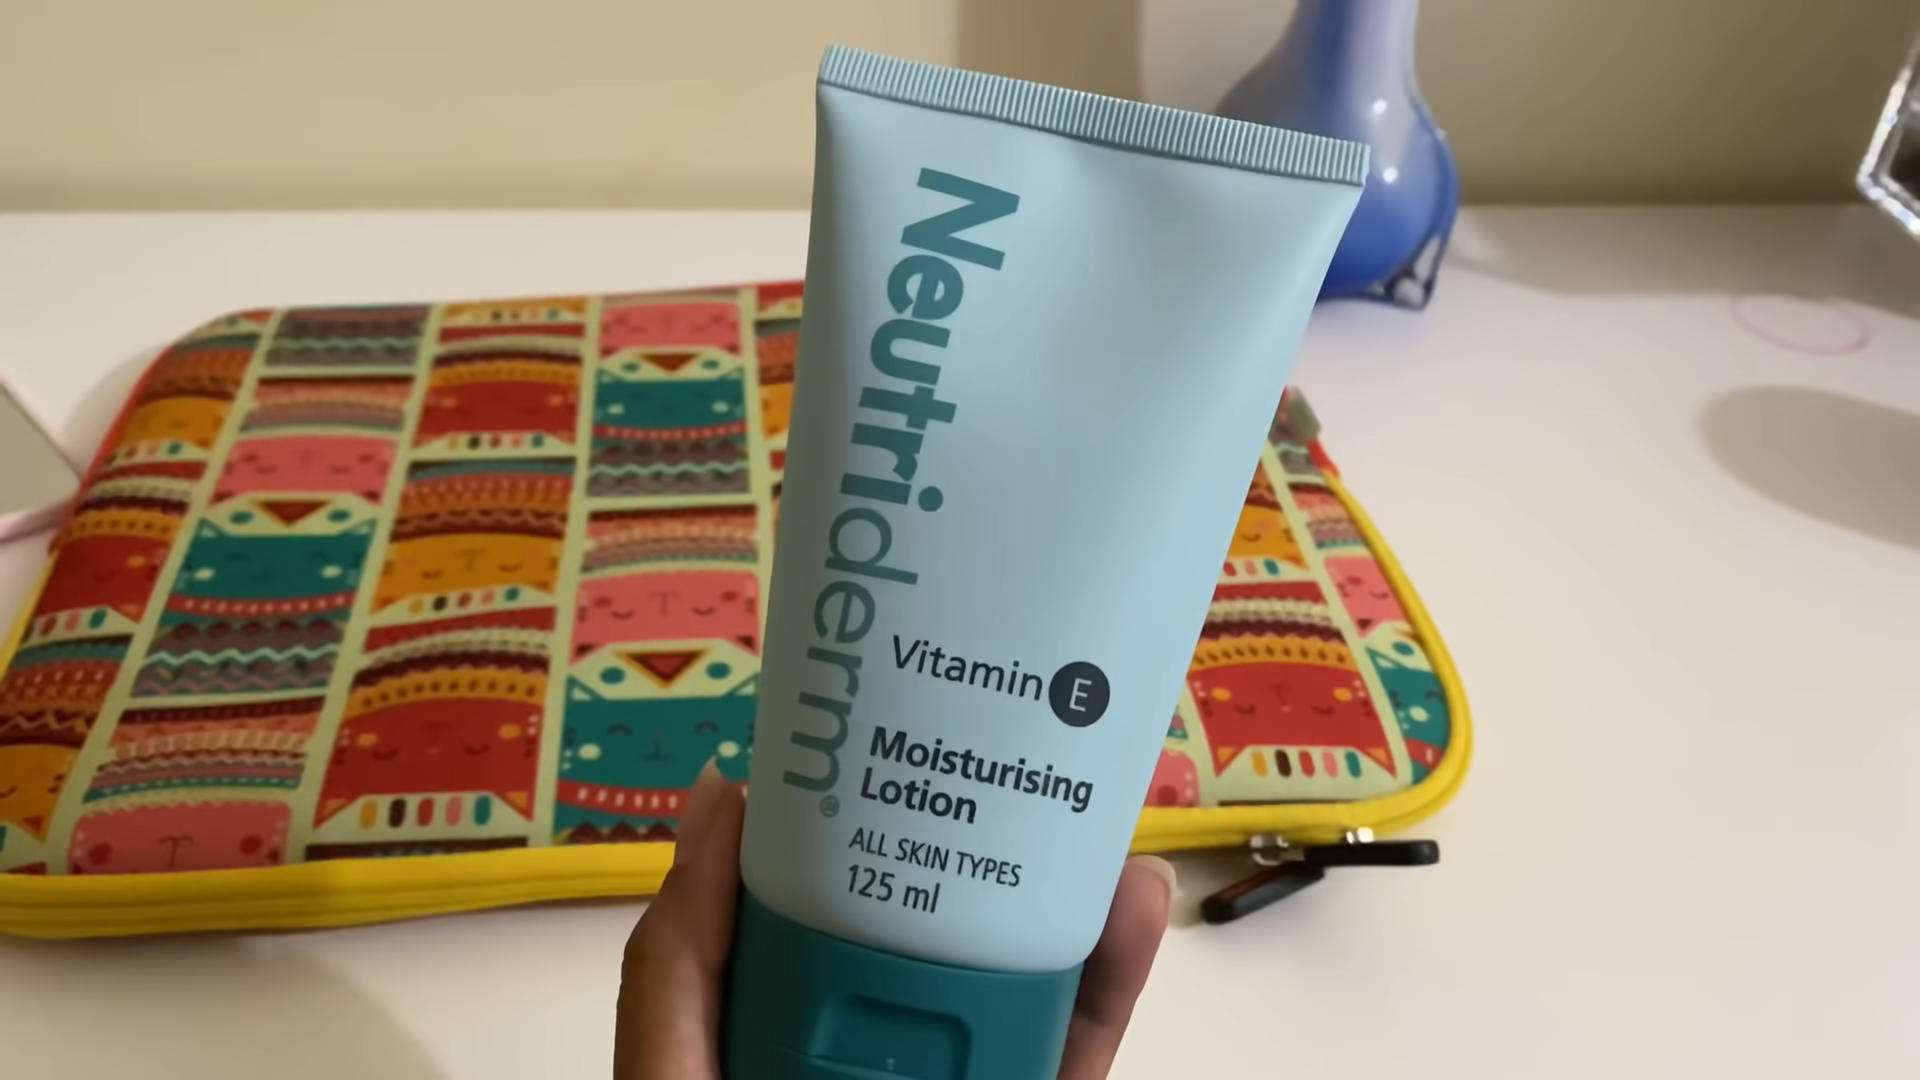 Neutriderm®
Vitamin E
Moisturising
Lotion
ALL SKIN TYPES
125 ml